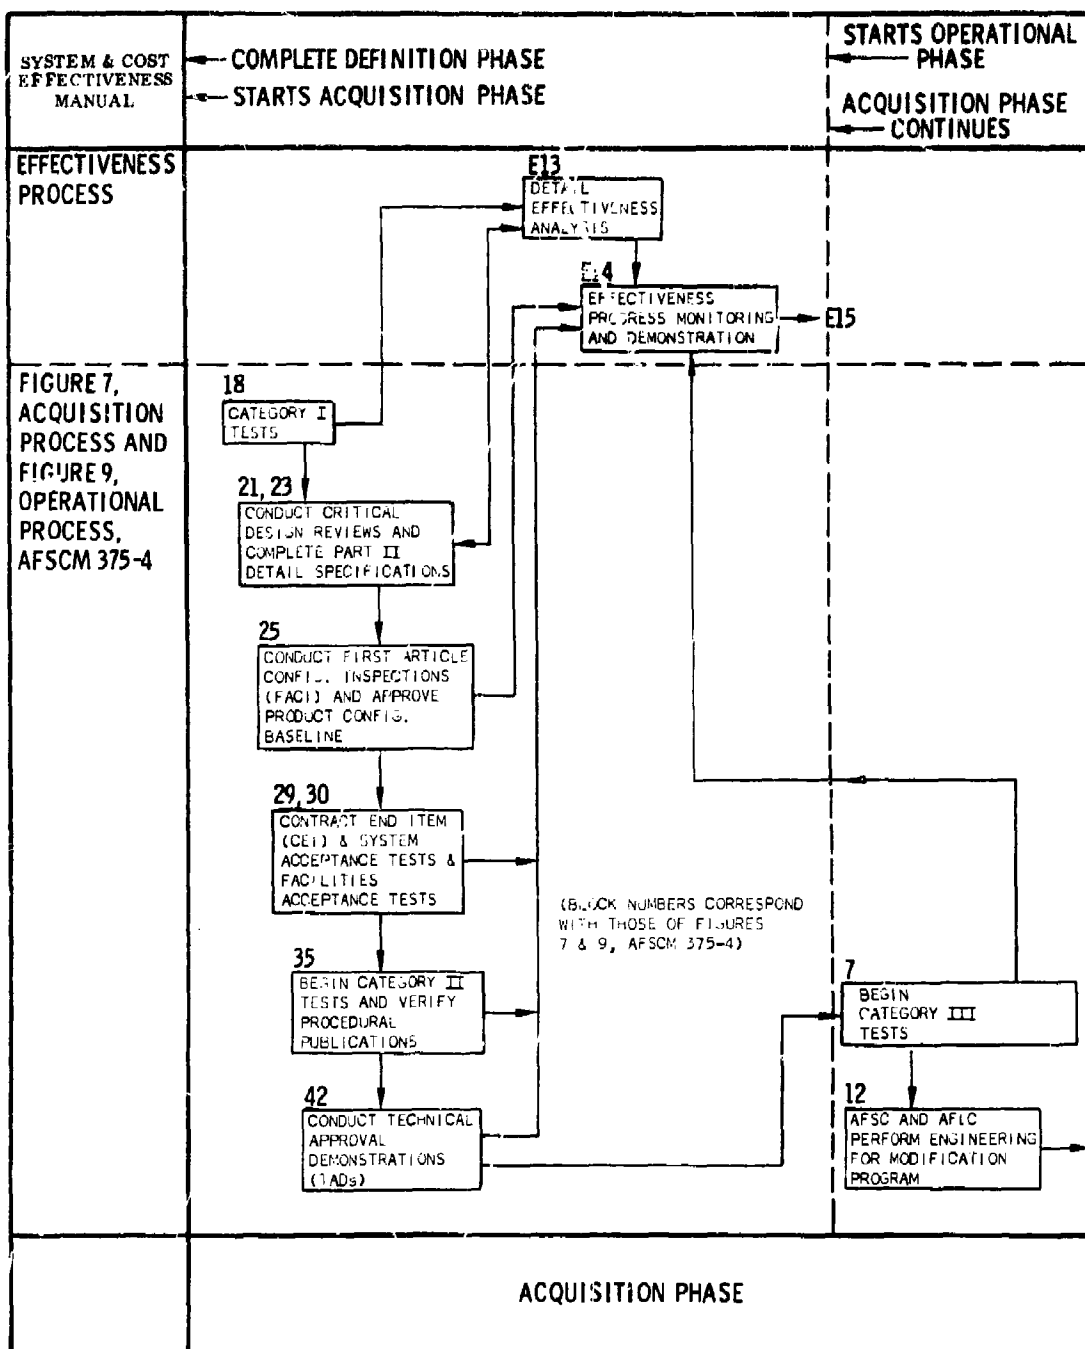 SYSTEM & COST
EFFECTIVENESS
MANUAL
COMPLETE DEFINITION PHASE
STARTS ACQUISITION PHASE
STARTS OPERATIONAL
PHASE
ACQUISITION PHASE
CONTINUES
EFFECTIVENESS
PROCESS
E13
DETAIL
EFFECTIVENESS
ANALYSIS
E14
EFFECTIVENESS
PROGRESS MONITORING
AND DEMONSTRATION
E15
FIGURE 7,
ACQUISITION
PROCESS AND
FIGURE 9,
OPERATIONAL
PROCESS,
AFSCM 375-4
18
CATEGORY I
TESTS
21, 23
CONDUCT CRITICAL
DESIGN REVIEWS AND
COMPLETE PART II
DETAIL SPECIFICATIONS
25
CONDUCT FIRST ARTICLE
CONFIG. INSPECTIONS
(FACI) AND APPROVE
PRODUCT CONFIG.
BASELINE
29, 30
CONTRACT END ITEM
(CEI) & SYSTEM
ACCEPTANCE TESTS &
FACILITIES
ACCEPTANCE TESTS
(BLOCK NUMBERS CORRESPOND
WITH THOSE OF FIGURES
7 & 9, AFSCM 375-4)
35
BEGIN CATEGORY II
TESTS AND VERIFY
PROCEDURAL
PUBLICATIONS
7
BEGIN
CATEGORY III
TESTS
42
CONDUCT TECHNICAL
APPROVAL
DEMONSTRATIONS
(TADs)
12
AFSC AND AFLC
PERFORM ENGINEERING
FOR MODIFICATION
PROGRAM
ACQUISITION PHASE